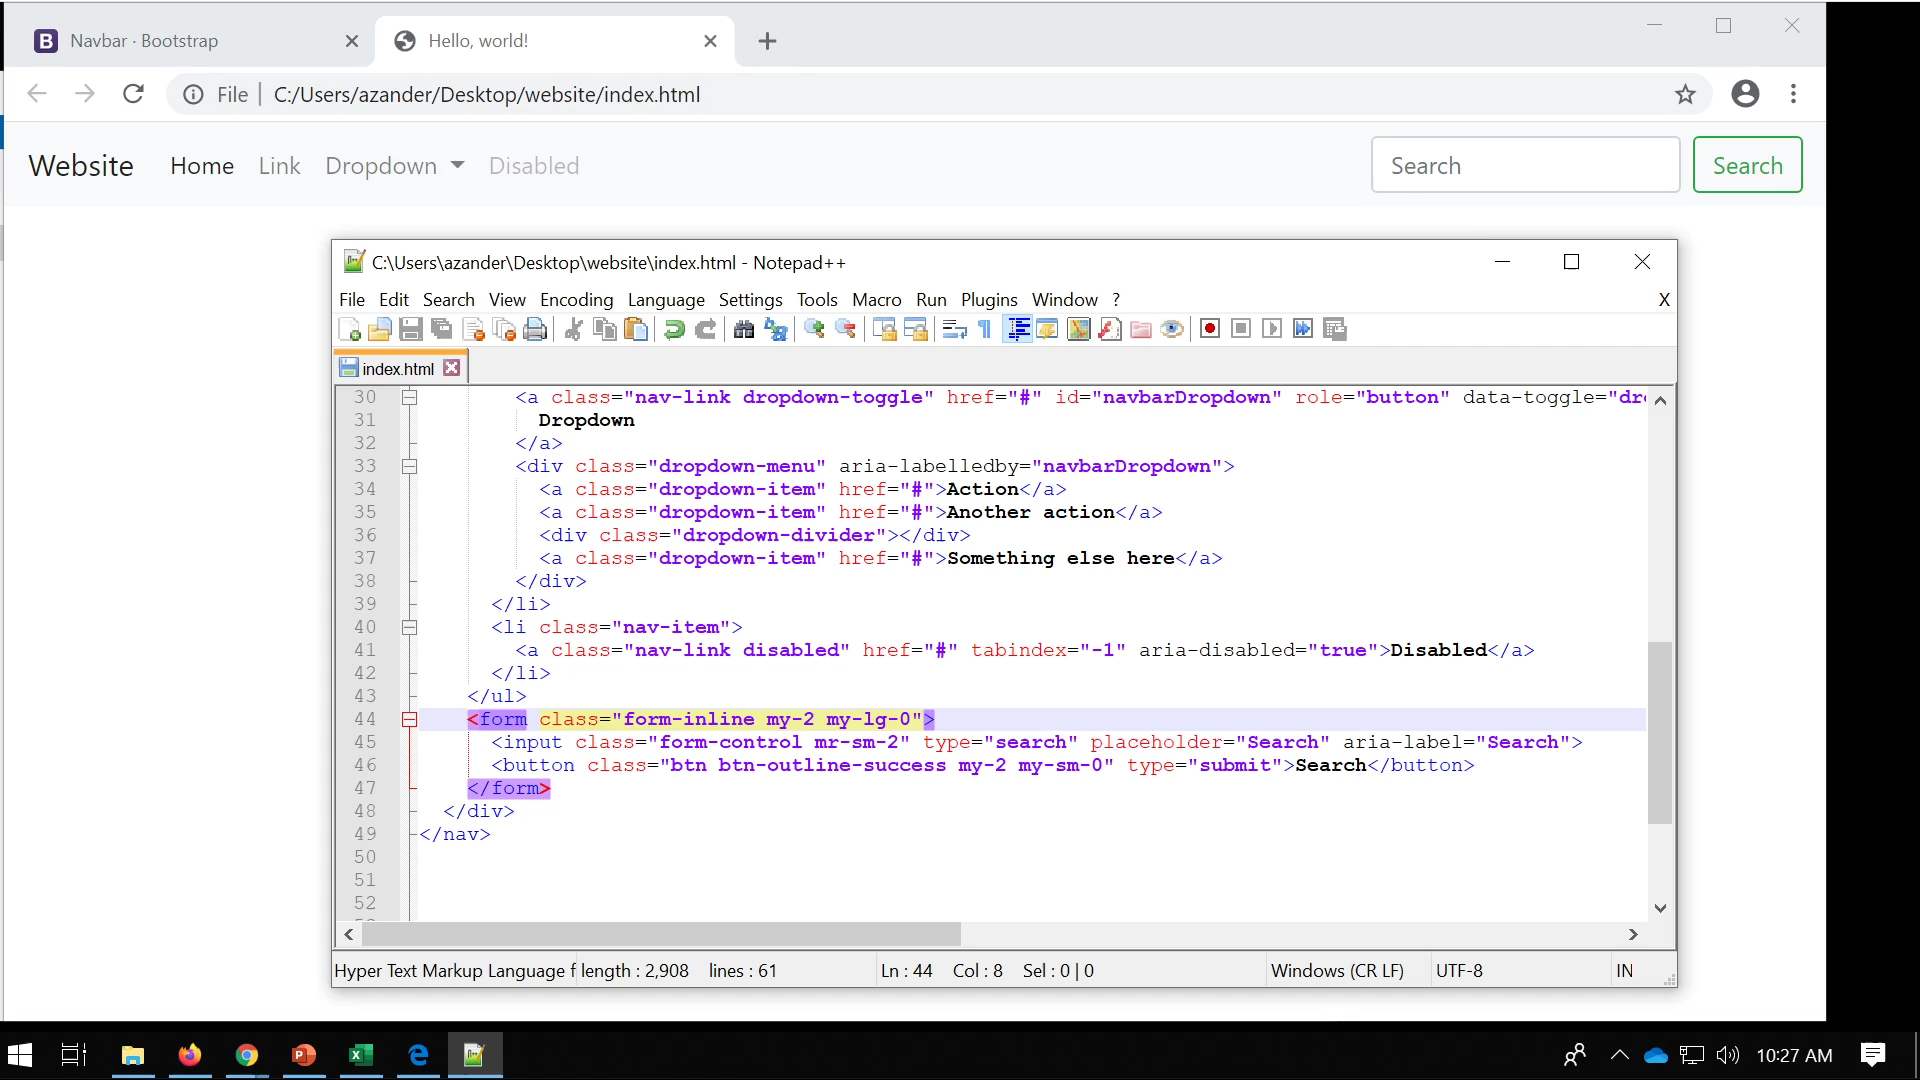 Navbar · Bootstrap
Hello, world!
File
C:/Users/azander/Desktop/website/index.html
Website Home Link Dropdown Disabled Search Search
C:\Users\azander\Desktop\website\index.html - Notepad++
File Edit Search View Encoding Language Settings Tools Macro Run Plugins Window ? X
index.html
30 <a class="nav-link dropdown-toggle" href="#" id="navbarDropdown" role="button" data-toggle="dr
31 Dropdown
32 </a>
33 <div class="dropdown-menu" aria-labelledby="navbarDropdown">
34 <a class="dropdown-item" href="#">Action</a>
35 <a class="dropdown-item" href="#">Another action</a>
36 <div class="dropdown-divider"></div>
37 <a class="dropdown-item" href="#">Something else here</a>
38 </div>
39 </li>
40 <li class="nav-item">
41 <a class="nav-link disabled" href="#" tabindex="-1" aria-disabled="true">Disabled</a>
42 </li>
43 </ul>
44 <form class="form-inline my-2 my-lg-0">
45 <input class="form-control mr-sm-2" type="search" placeholder="Search" aria-label="Search">
46 <button class="btn btn-outline-success my-2 my-sm-0" type="submit">Search</button>
47 </form>
48 </div>
49 </nav>
50
51
52
Hyper Text Markup Language f length : 2,908 lines : 61 Ln : 44 Col : 8 Sel : 0 | 0 Windows (CR LF) UTF-8 IN
10:27 AM